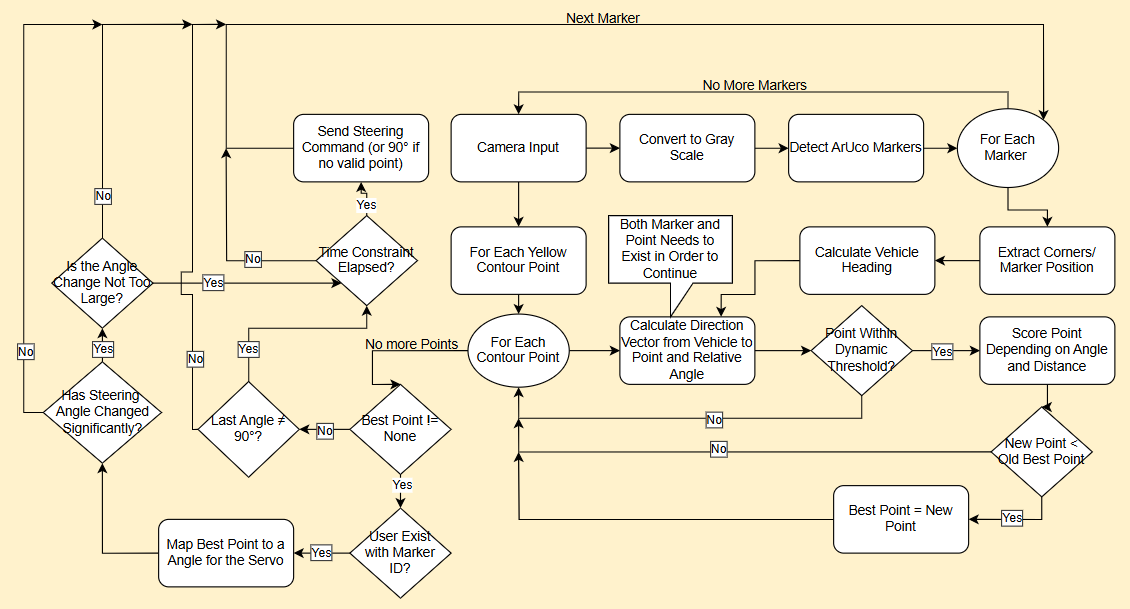 Next Marker
No More Markers
Send Steering
Command (or 90° if
no valid point)
Camera Input
Convert to Gray
Scale
Detect ArUco Markers
For Each
Marker
No
Yes
Both Marker and
Point Needs to
Exist in Order to
Continue
Time Constraint
Elapsed?
No
For Each Yellow
Contour Point
Calculate Vehicle
Heading
Extract Corners/
Marker Position
Is the Angle
Change Not Too
Large?
Yes
Calculate Direction
Vector from Vehicle to
Point and Relative
Angle
Point Within
Dynamic
Threshold?
Yes
Score Point
Depending on Angle
and Distance
For Each
Contour Point
No more Points
No
Yes
No
Yes
Has Steering
Angle Changed
Significantly?
Last Angle ≠
90°?
No
Best Point !=
None
No
No
New Point <
Old Best Point
Yes
Best Point = New
Point
Yes
Map Best Point to a
Angle for the Servo
Yes
User Exist
with Marker
ID?